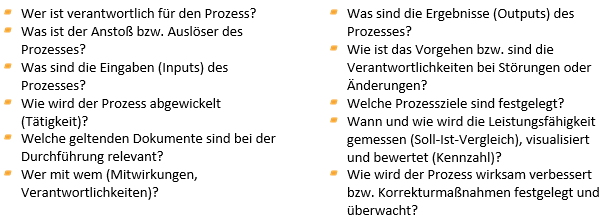 Wer ist verantwortlich für den Prozess?
Was ist der Anstoß bzw. Auslöser des
Prozesses?
Was sind die Eingaben (Inputs) des
Prozesses?
Wie wird der Prozess abgewickelt
(Tätigkeit)?
Welche geltenden Dokumente sind bei der
Durchführung relevant?
Wer mit wem (Mitwirkungen,
Verantwortlichkeiten)?
Was sind die Ergebnisse (Outputs) des
Prozesses?
Wie ist das Vorgehen bzw. sind die
Verantwortlichkeiten bei Störungen oder
Änderungen?
Welche Prozessziele sind festgelegt?
Wann und wie wird die Leistungsfähigkeit
gemessen (Soll-Ist-Vergleich), visualisiert
und bewertet (Kennzahl)?
Wie wird der Prozess wirksam verbessert
bzw. Korrekturmaßnahmen festgelegt und
überwacht?